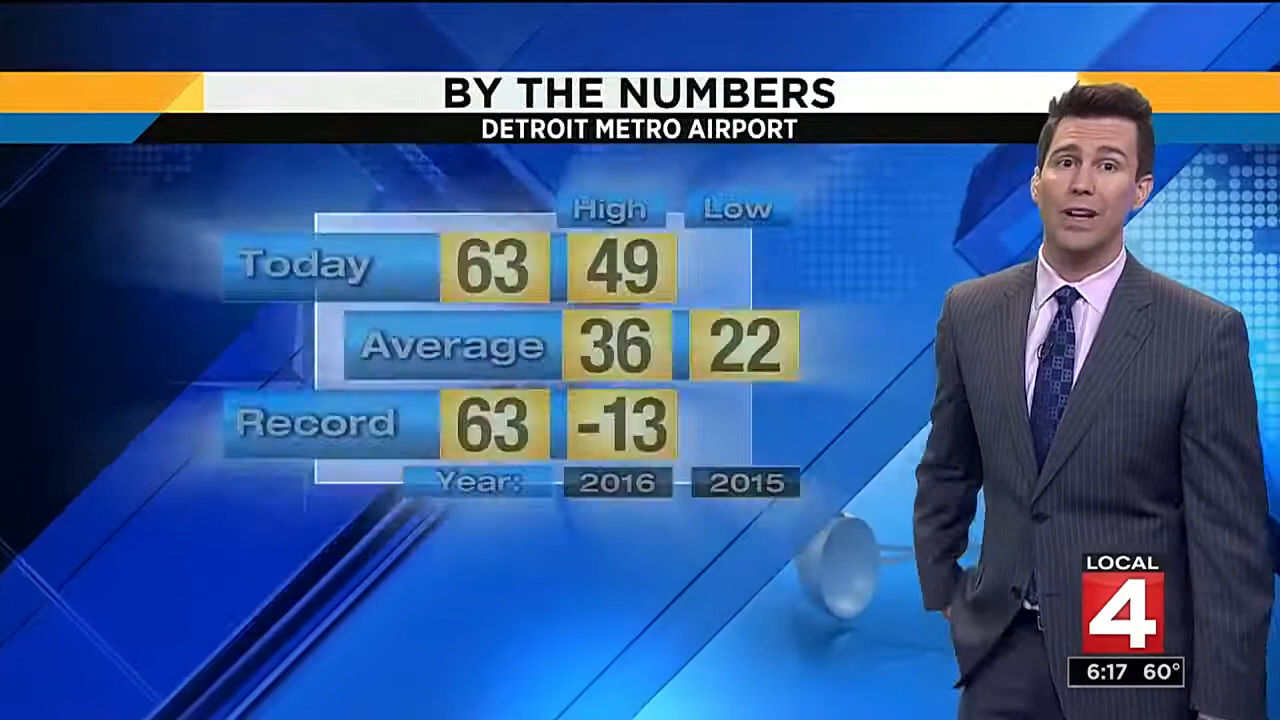 BY THE NUMBERS
DETROIT METRO AIRPORT
High Low
Today 63 49
Average 36 22
Record 63 -13
Year: 2016 2015
LOCAL
4
6:17 60°